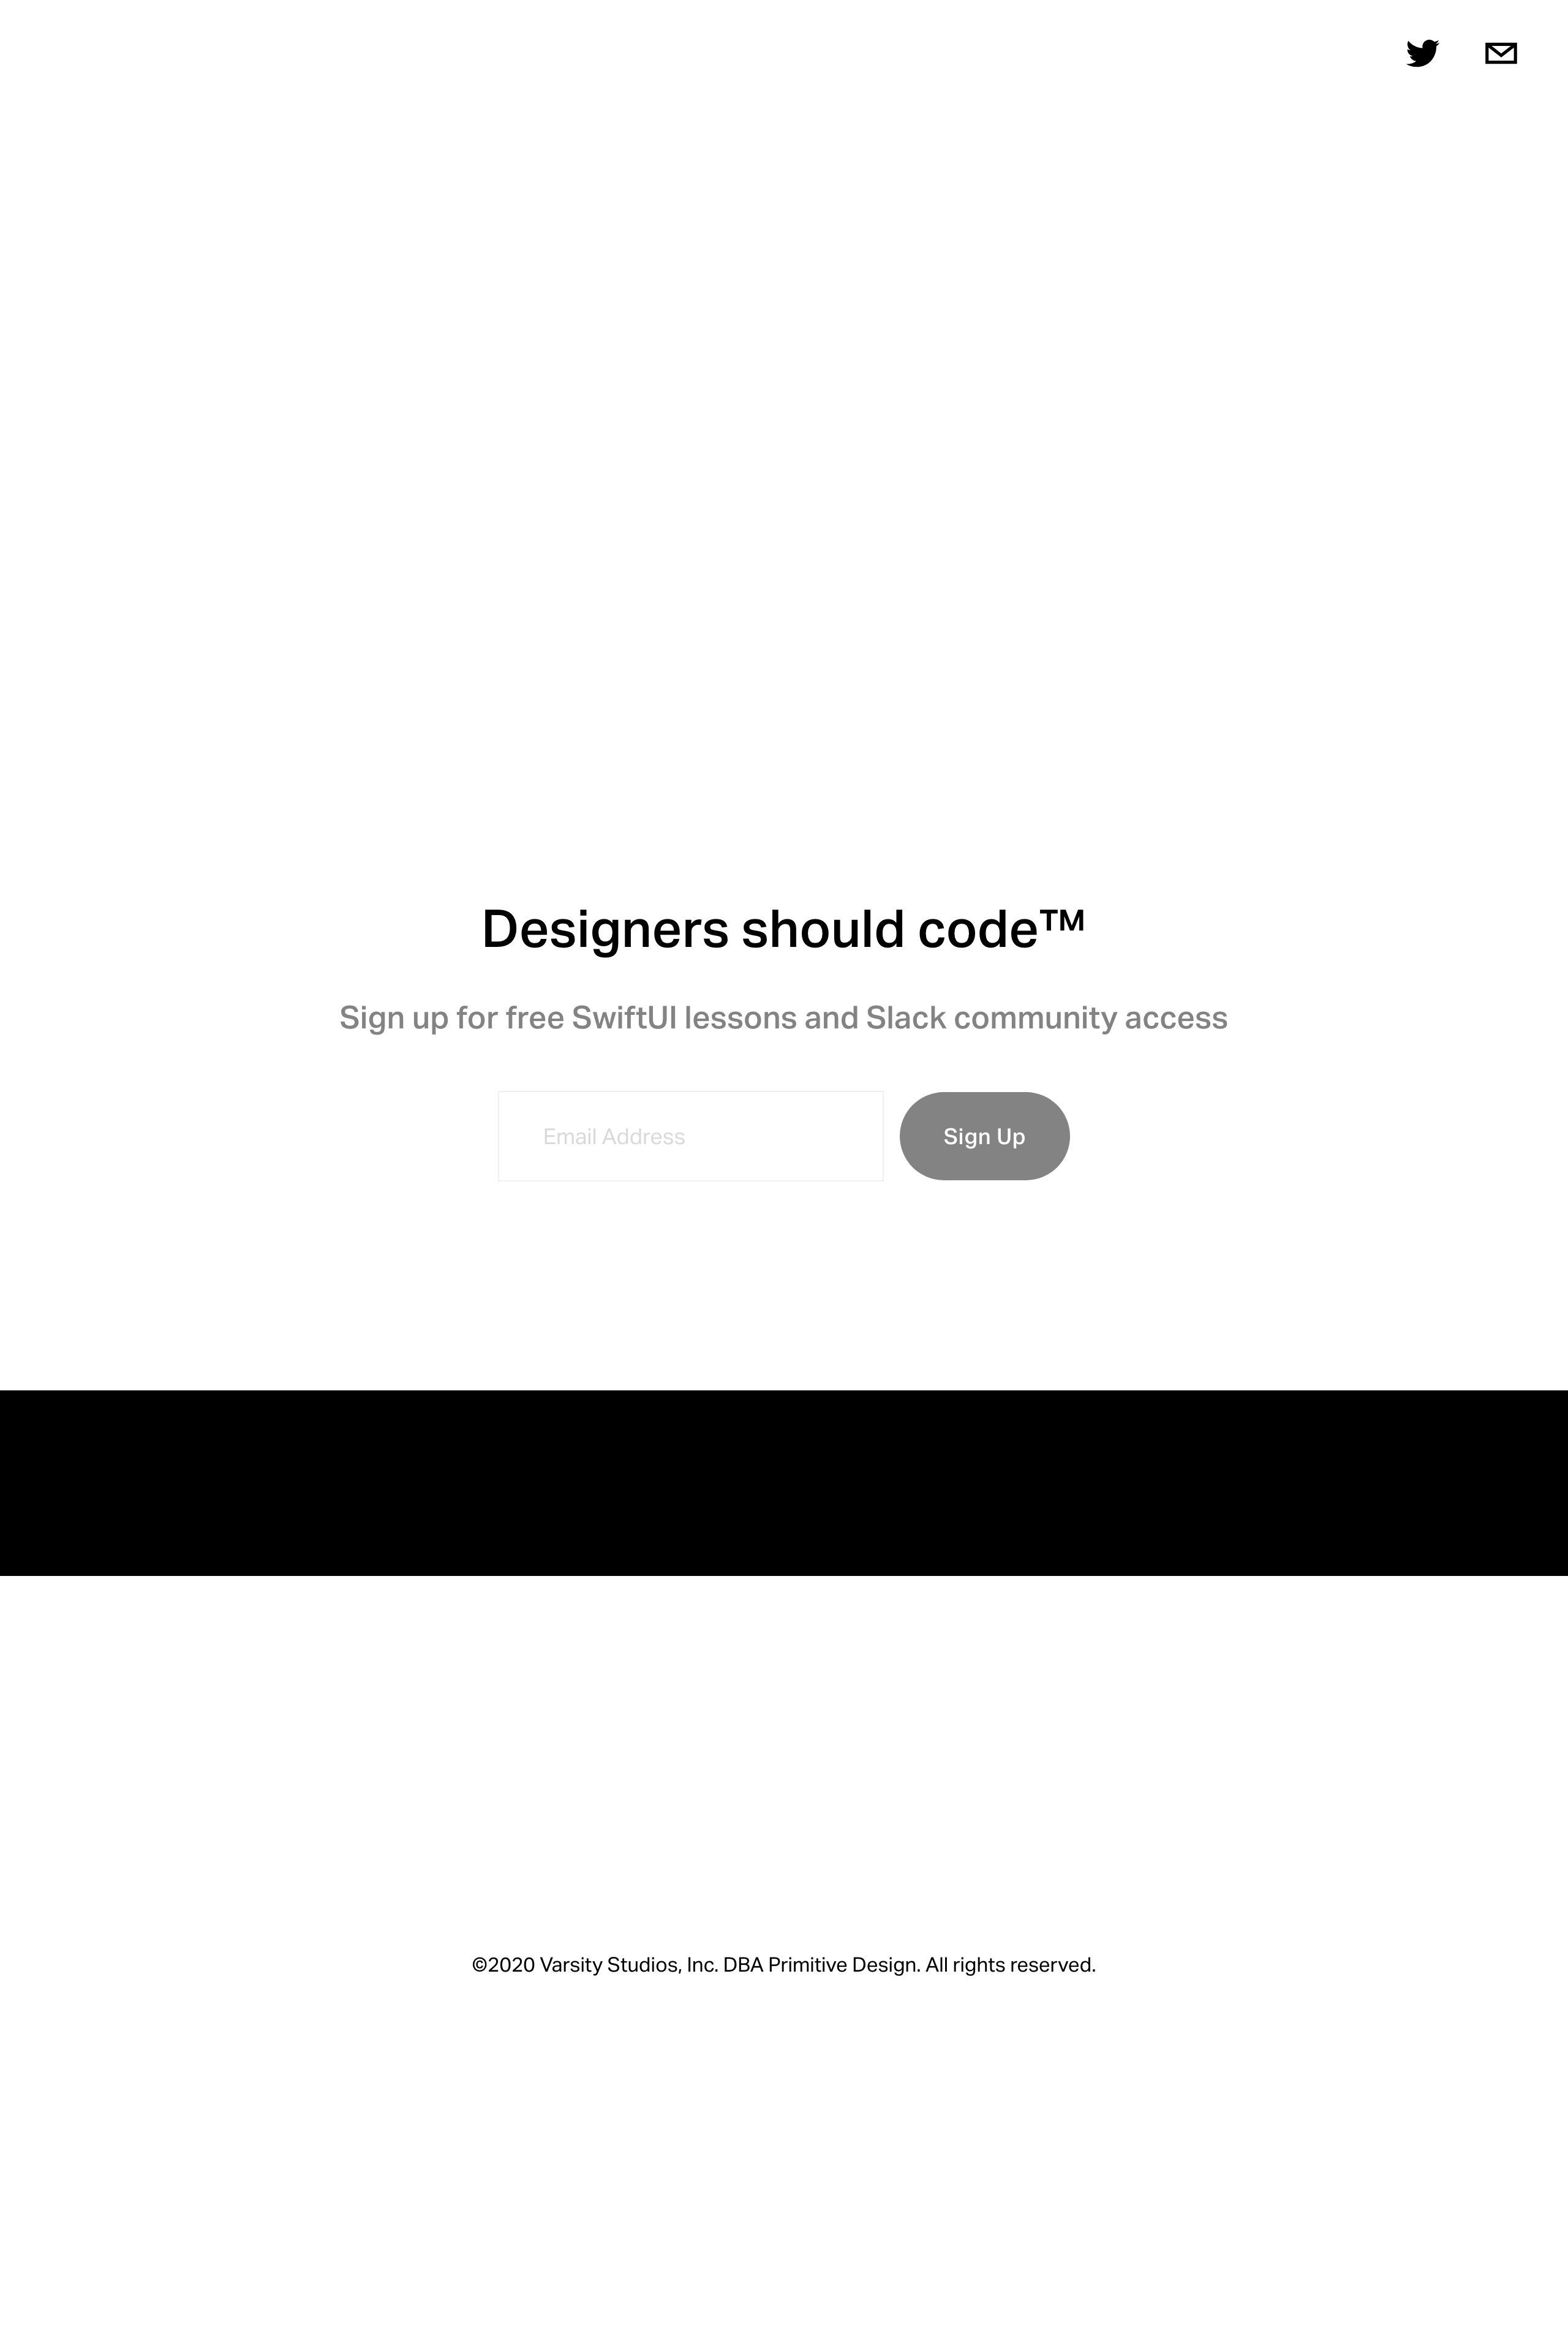 Designers should code™
Sign up for free SwiftUI lessons and Slack community access
Email Address
Sign Up
©2020 Varsity Studios, Inc. DBA Primitive Design. All rights reserved.